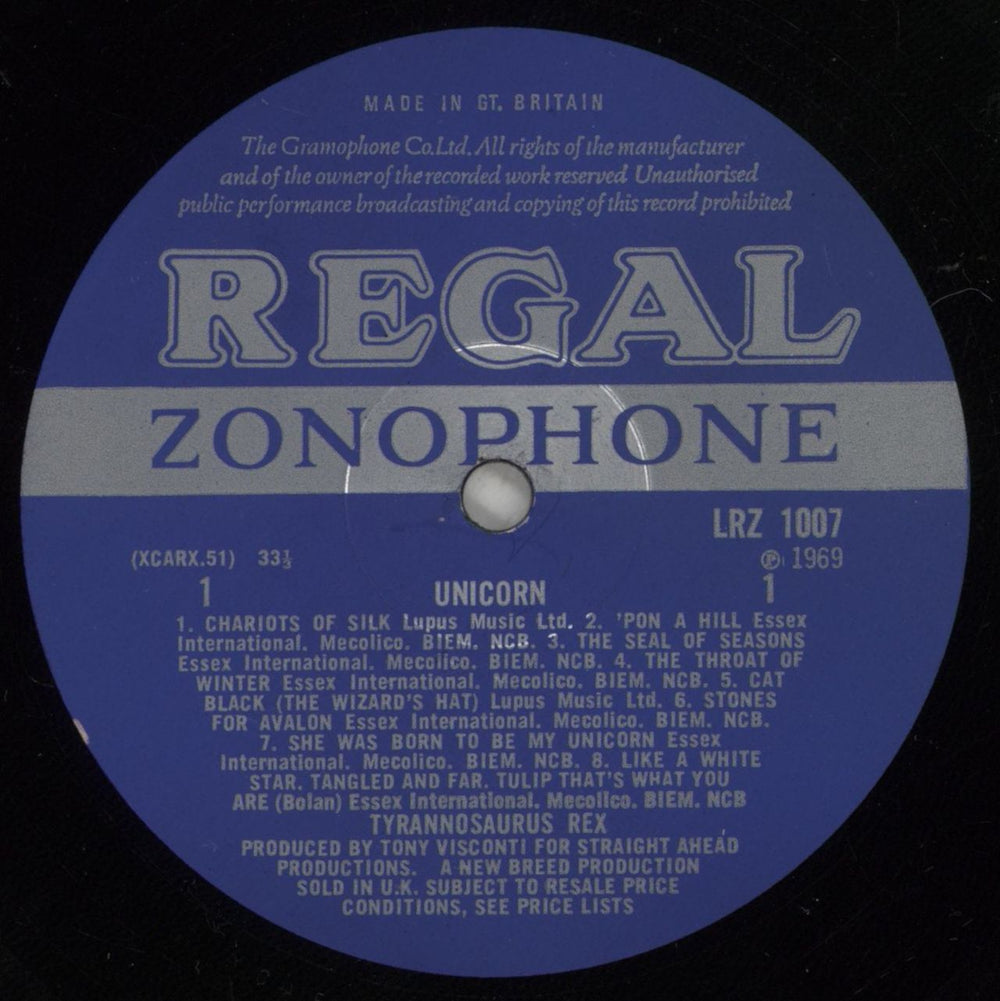 MADE IN GT. BRITAIN
The Gramophone Co.Ltd. All rights of the manufacturer
and of the owner of the recorded work reserved Unauthorised
public performance broadcasting and copying of this record prohibited
REGAL
ZONOPHONE
LRZ 1007
(XCARX.51) 33⅓ ℗ 1969
1 UNICORN 1
1. CHARIOTS OF SILK Lupus Music Ltd. 2. 'PON A HILL Essex
International. Mecolico. BIEM. NCB. 3. THE SEAL OF SEASONS
Essex International. Mecolico. BIEM. NCB. 4. THE THROAT OF
WINTER Essex International. Mecolico. BIEM. NCB. 5. CAT
BLACK (THE WIZARD'S HAT) Lupus Music Ltd. 6. STONES
FOR AVALON Essex International. Mecolico. BIEM. NCB.
7. SHE WAS BORN TO BE MY UNICORN Essex
International. Mecolico. BIEM. NCB. 8. LIKE A WHITE
STAR. TANGLED AND FAR. TULIP THAT'S WHAT YOU
ARE (Bolan) Essex International. Mecolico. BIEM. NCB
TYRANNOSAURUS REX
PRODUCED BY TONY VISCONTI FOR STRAIGHT AHEAD
PRODUCTIONS. A NEW BREED PRODUCTION
SOLD IN U.K. SUBJECT TO RESALE PRICE
CONDITIONS, SEE PRICE LISTS